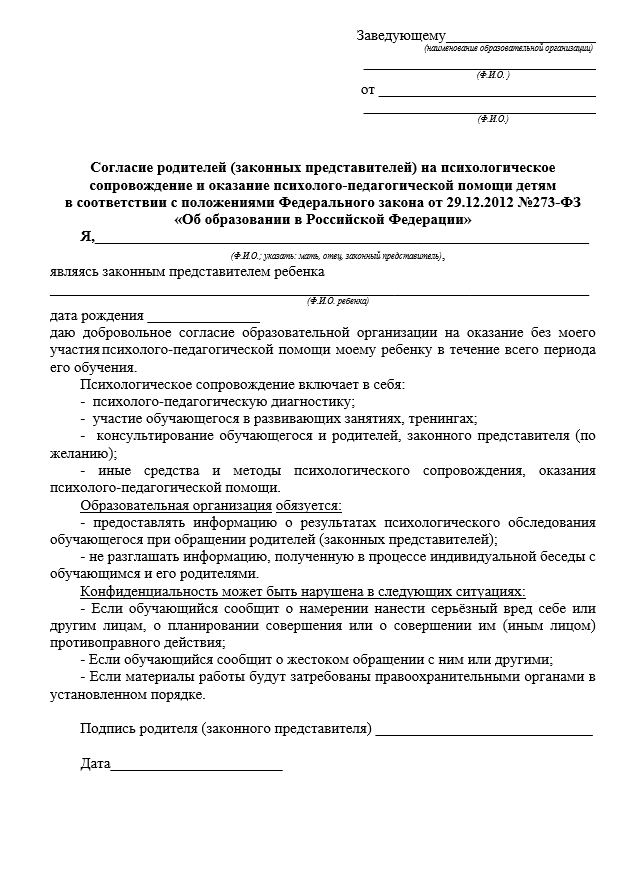 Заведующему____________________
(наименование образовательной организации)
_______________________________
(Ф.И.О. )
от _____________________________
_______________________________
(Ф.И.О.)
Согласие родителей (законных представителей) на психологическое
сопровождение и оказание психолого-педагогической помощи детям
в соответствии с положениями Федерального закона от 29.12.2012 №273-ФЗ
«Об образовании в Российской Федерации»
Я,__________________________________________________________________
(Ф.И.О.; указать: мать, отец, законный представитель),
являясь законным представителем ребенка
________________________________________________________________________
(Ф.И.О. ребенка)
дата рождения _______________
даю добровольное согласие образовательной организации на оказание без моего
участия психолого-педагогической помощи моему ребенку в течение всего периода
его обучения.
Психологическое сопровождение включает в себя:
- психолого-педагогическую диагностику;
- участие обучающегося в развивающих занятиях, тренингах;
- консультирование обучающегося и родителей, законного представителя (по
желанию);
- иные средства и методы психологического сопровождения, оказания
психолого-педагогической помощи.
Образовательная организация обязуется:
- предоставлять информацию о результатах психологического обследования
обучающегося при обращении родителей (законных представителей);
- не разглашать информацию, полученную в процессе индивидуальной беседы с
обучающимся и его родителями.
Конфиденциальность может быть нарушена в следующих ситуациях:
- Если обучающийся сообщит о намерении нанести серьёзный вред себе или
другим лицам, о планировании совершения или о совершении им (иным лицом)
противоправного действия;
- Если обучающийся сообщит о жестоком обращении с ним или другими;
- Если материалы работы будут затребованы правоохранительными органами в
установленном порядке.
Подпись родителя (законного представителя) _____________________________
Дата_______________________